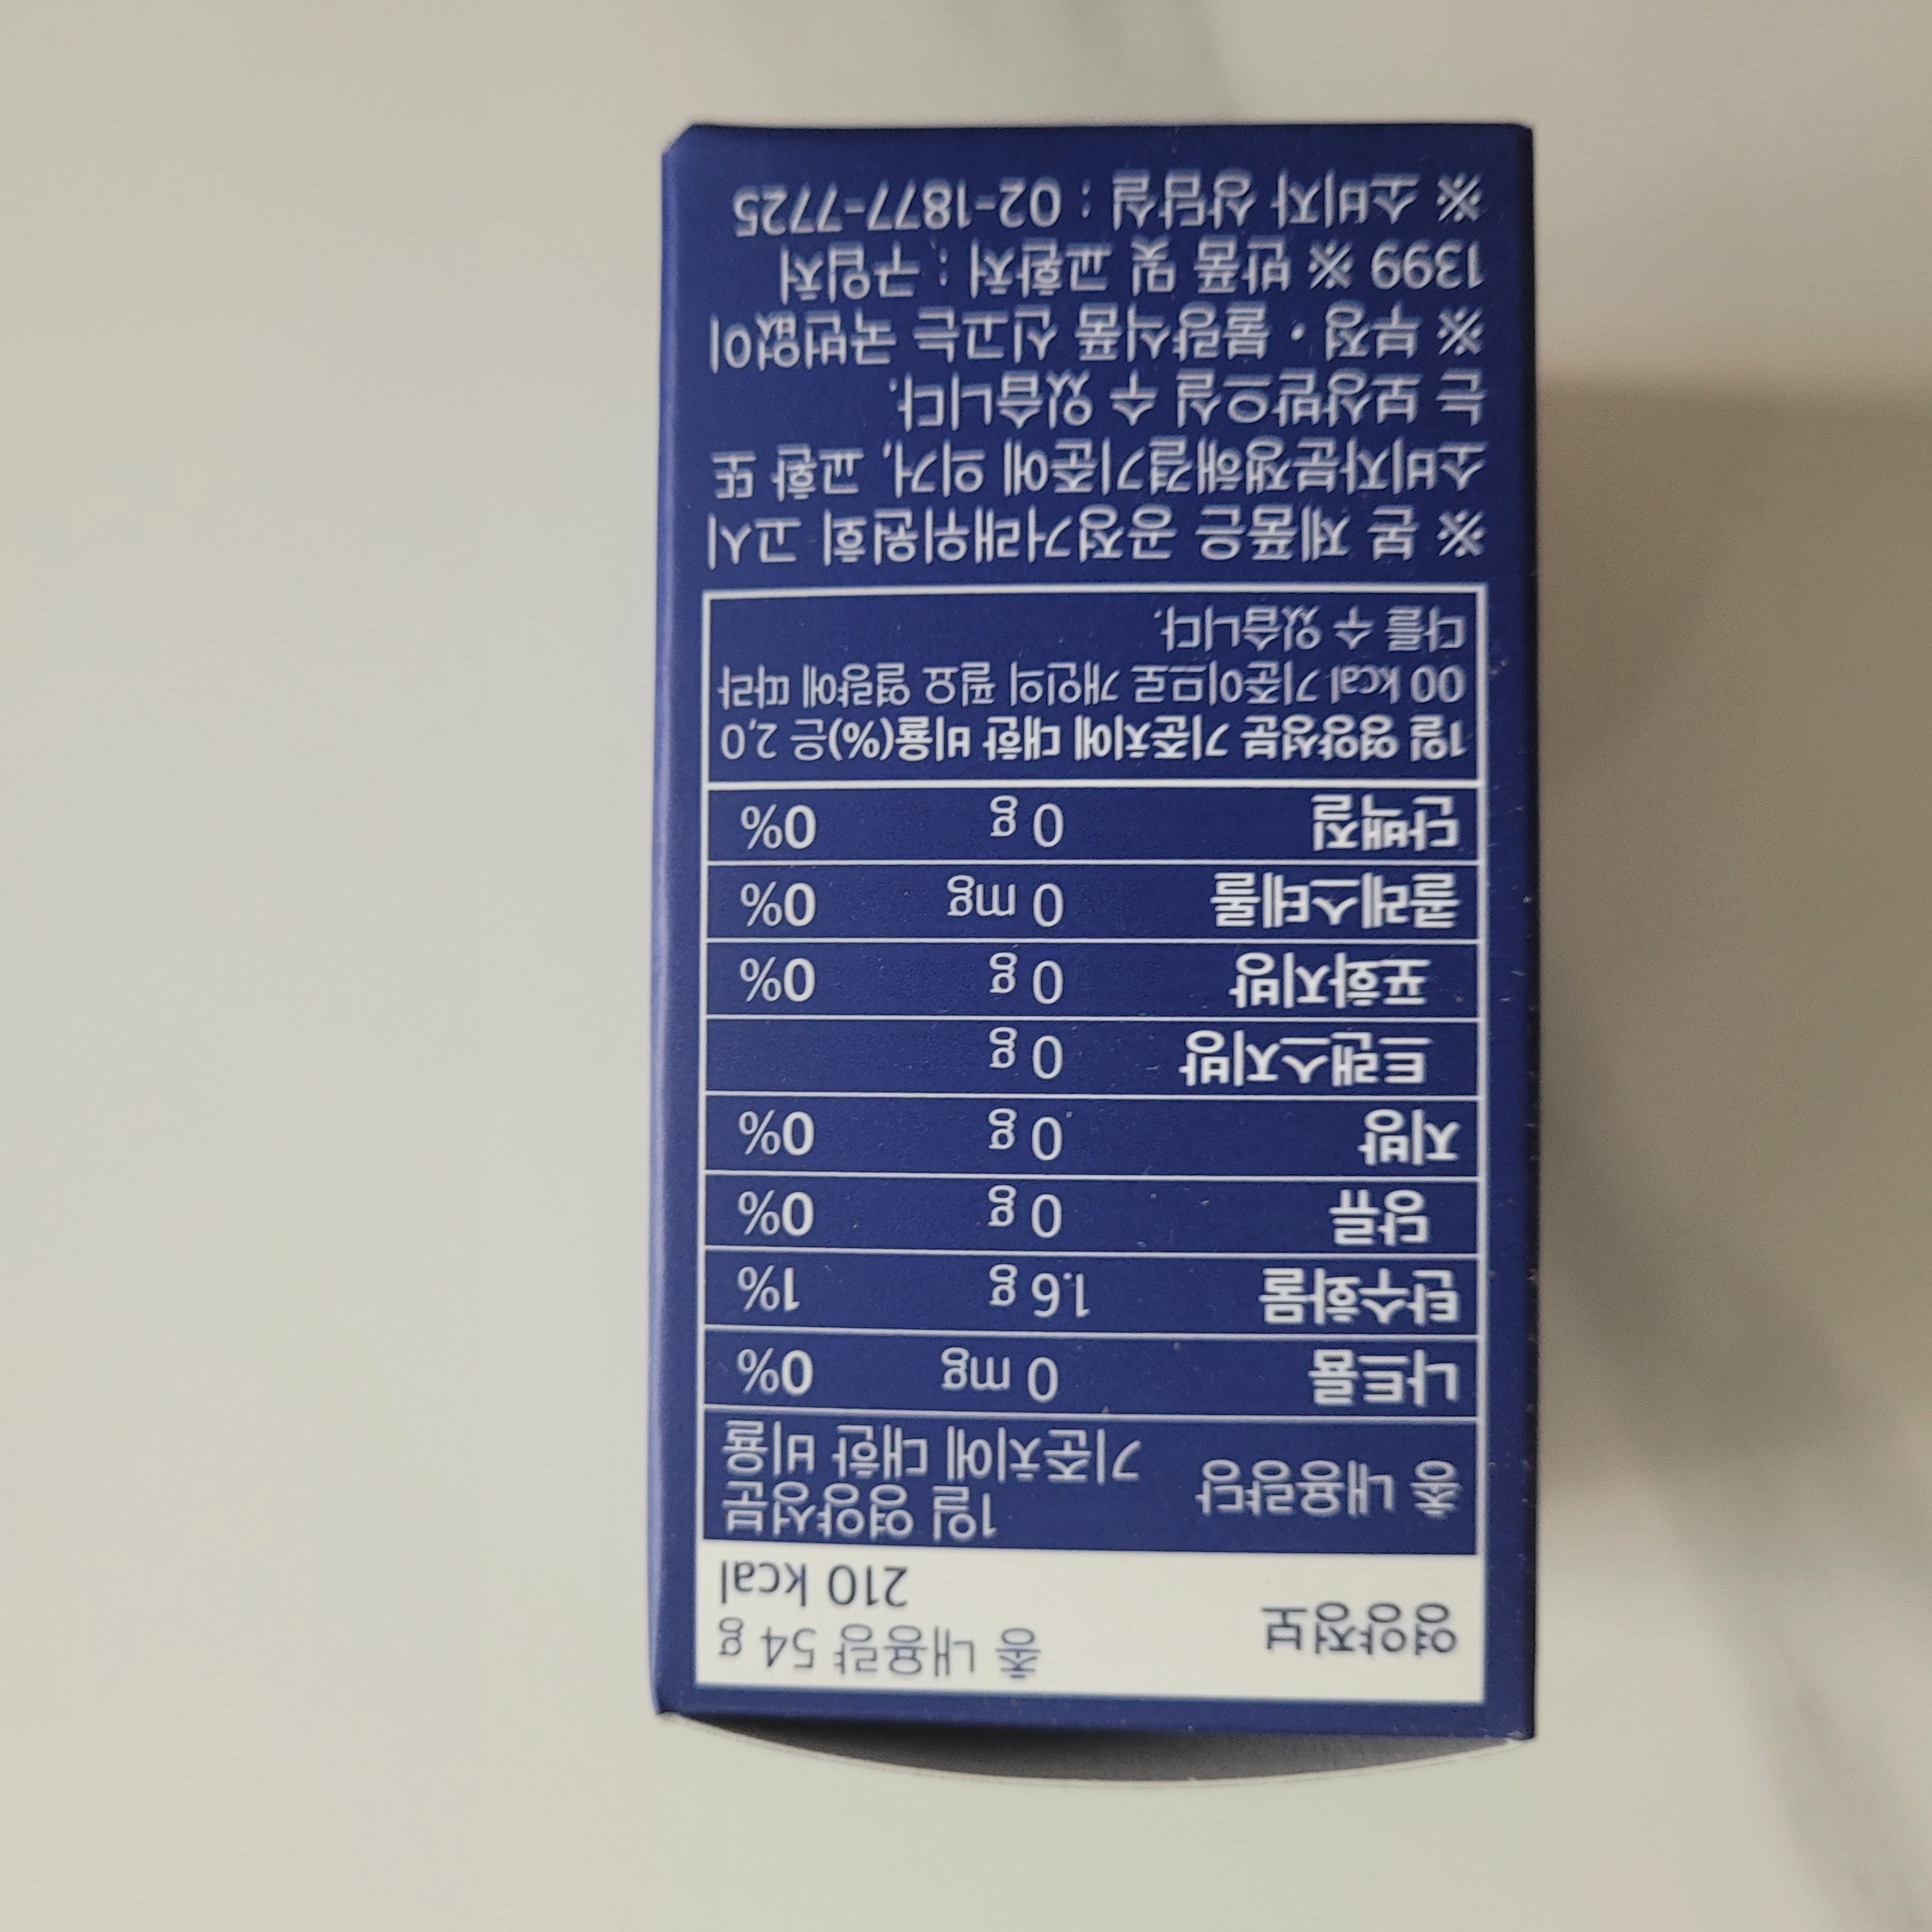 영양정보
총 내용량 54 g
210 kcal
총 내용량당
1일 영양성분
기준치에 대한 비율
나트륨 0 mg 0%
탄수화물 1.6 g 1%
당류 0 g 0%
지방 0 g 0%
트랜스지방 0 g
포화지방 0 g 0%
콜레스테롤 0 mg 0%
단백질 0 g 0%
1일 영양성분 기준치에 대한 비율(%)은 2,0
00 kcal 기준이므로 개인의 필요 열량에 따라
다를 수 있습니다.
※ 본 제품은 공정거래위원회 고시
소비자분쟁해결기준에 의거, 교환 또
는 보상받으실 수 있습니다.
※ 부정 · 불량식품 신고는 국번없이
1399 ※ 반품 및 교환처 : 구입처
※ 소비자 상담실 : 02-1877-7725